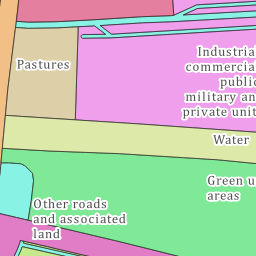 Pastures
Industria
commercia
public
military an
private unit
Water
Green u
areas
Other roads
and associated
land